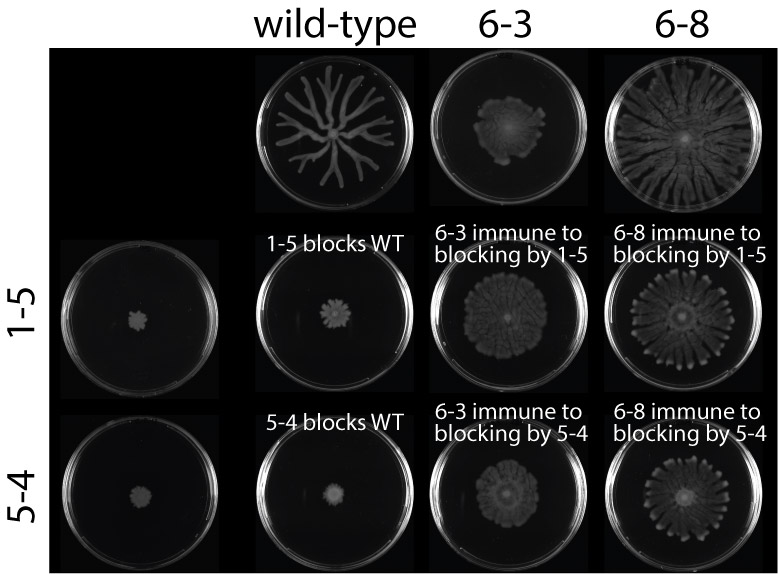 wild-type 6-3 6-8
1-5
1-5 blocks WT
6-3 immune to
blocking by 1-5
6-8 immune to
blocking by 1-5
5-4
5-4 blocks WT
6-3 immune to
blocking by 5-4
6-8 immune to
blocking by 5-4